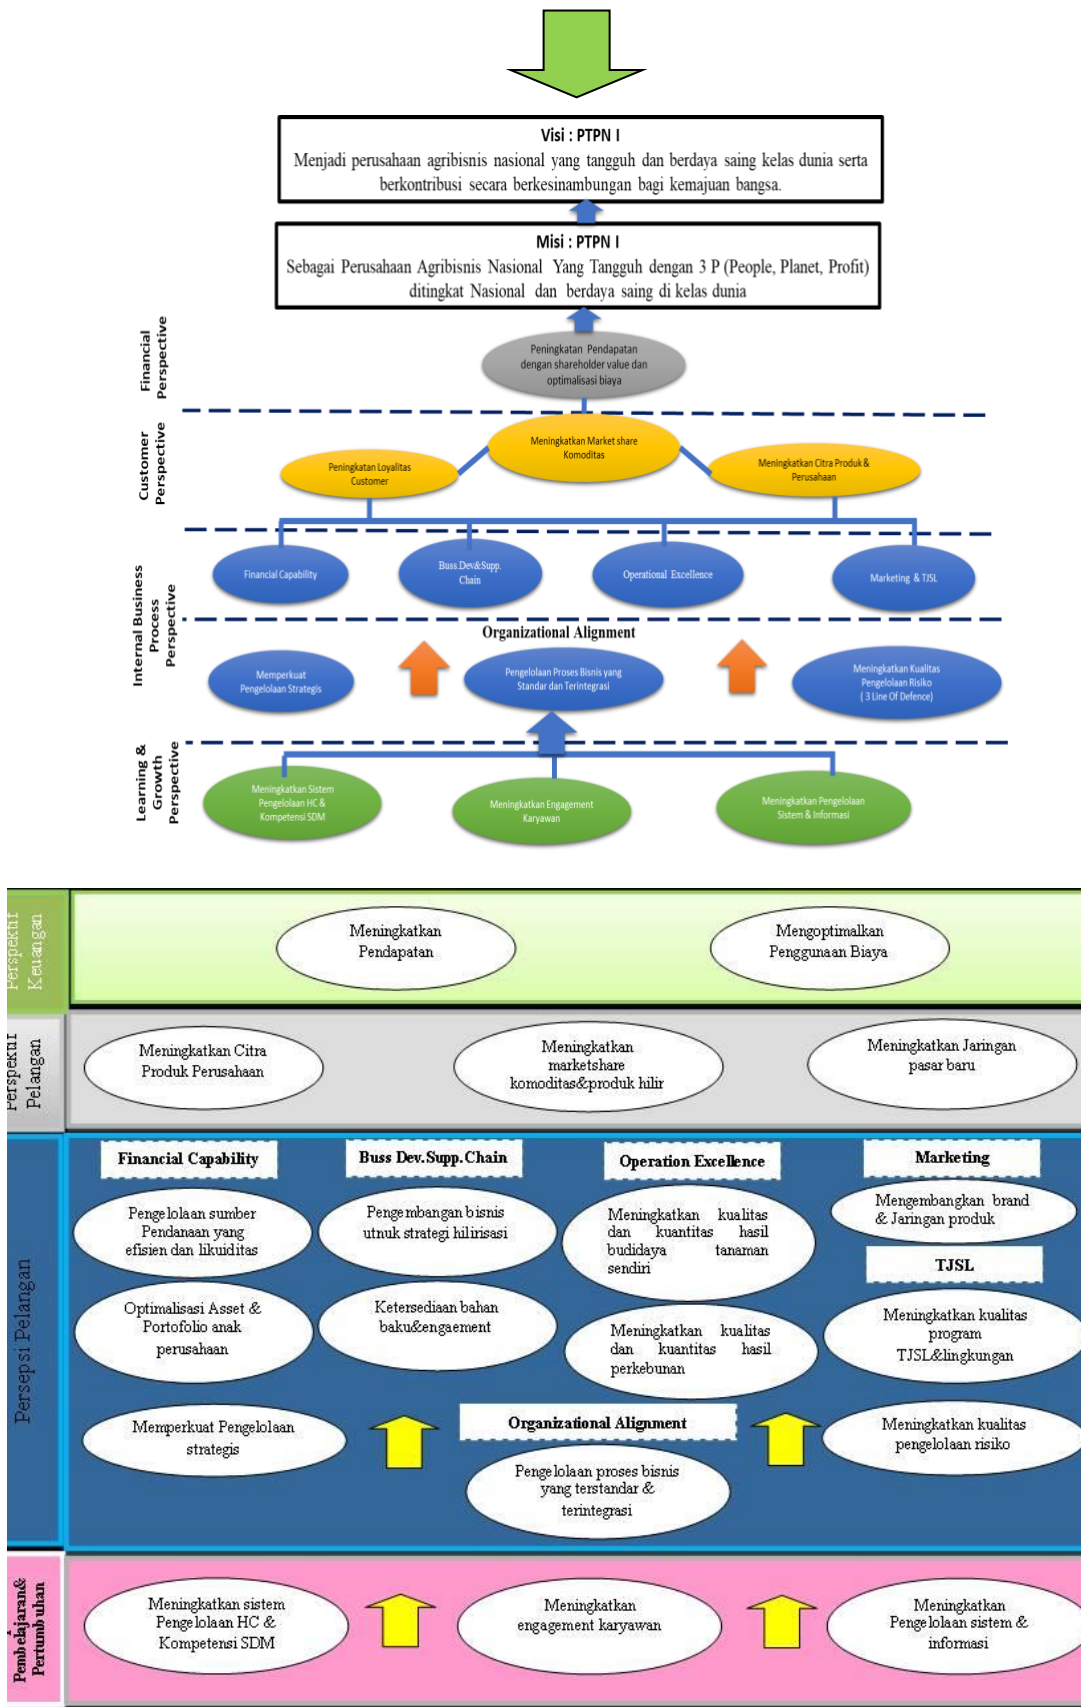 Visi : PTPN I
Menjadi perusahaan agribisnis nasional yang tangguh dan berdaya saing kelas dunia serta
berkontribusi secara berkesinambungan bagi kemajuan bangsa.
Misi : PTPN I
Sebagai Perusahaan Agribisnis Nasional Yang Tangguh dengan 3 P (People, Planet, Profit)
ditingkat Nasional dan berdaya saing di kelas dunia
Financial
Perspective
Peningkatan Pendapatan
dengan shareholder value dan
optimalisasi biaya
Customer
Perspective
Meningkatkan Market share
Komoditas
Peningkatan Loyalitas
Customer
Meningkatkan Citra Produk &
Perusahaan
Internal Business
Process
Perspective
Financial Capability
Buss.Dev&Supp.
Chain
Operational Excellence
Marketing & TJSL
Organizational Alignment
Memperkuat
Pengelolaan Strategis
Pengelolaan Proses Bisnis yang
Standar dan Terintegrasi
Meningkatkan Kualitas
Pengelolaan Risiko
( 3 Line Of Defence)
Learning &
Growth
Perspective
Meningkatkan Sistem
Pengelolaan HC &
Kompetensi SDM
Meningkatkan Engagement
Karyawan
Meningkatkan Pengelolaan
Sistem & Informasi
Perspektif
Keuangan
Meningkatkan
Pendapatan
Mengoptimalkan
Penggunaan Biaya
Perspektif
Pelangan
Meningkatkan Citra
Produk Perusahaan
Meningkatkan
marketshare
komoditas&produk hilir
Meningkatkan Jaringan
pasar baru
Persepsi Pelangan
Financial Capability
Buss Dev.Supp.Chain
Operation Excellence
Marketing
Pengelolaan sumber
Pendanaan yang
efisien dan likuiditas
Pengembangan bisnis
utnuk strategi hilirisasi
Meningkatkan kualitas
dan kuantitas hasil
budidaya tanaman
sendiri
Mengembangkan brand
& Jaringan produk
TJSL
Optimalisasi Asset &
Portofolio anak
perusahaan
Ketersediaan bahan
baku&engaement
Meningkatkan kualitas
dan kuantitas hasil
perkebunan
Meningkatkan kualitas
program
TJSL&lingkungan
Memperkuat Pengelolaan
strategis
Organizational Alignment
Pengelolaan proses bisnis
yang terstandar &
terintegrasi
Meningkatkan kualitas
pengelolaan risiko
Pembelajaran&
Pertumbuhan
Meningkatkan sistem
Pengelolaan HC &
Kompetensi SDM
Meningkatkan
engagement karyawan
Meningkatkan
Pengelolaan sistem &
informasi